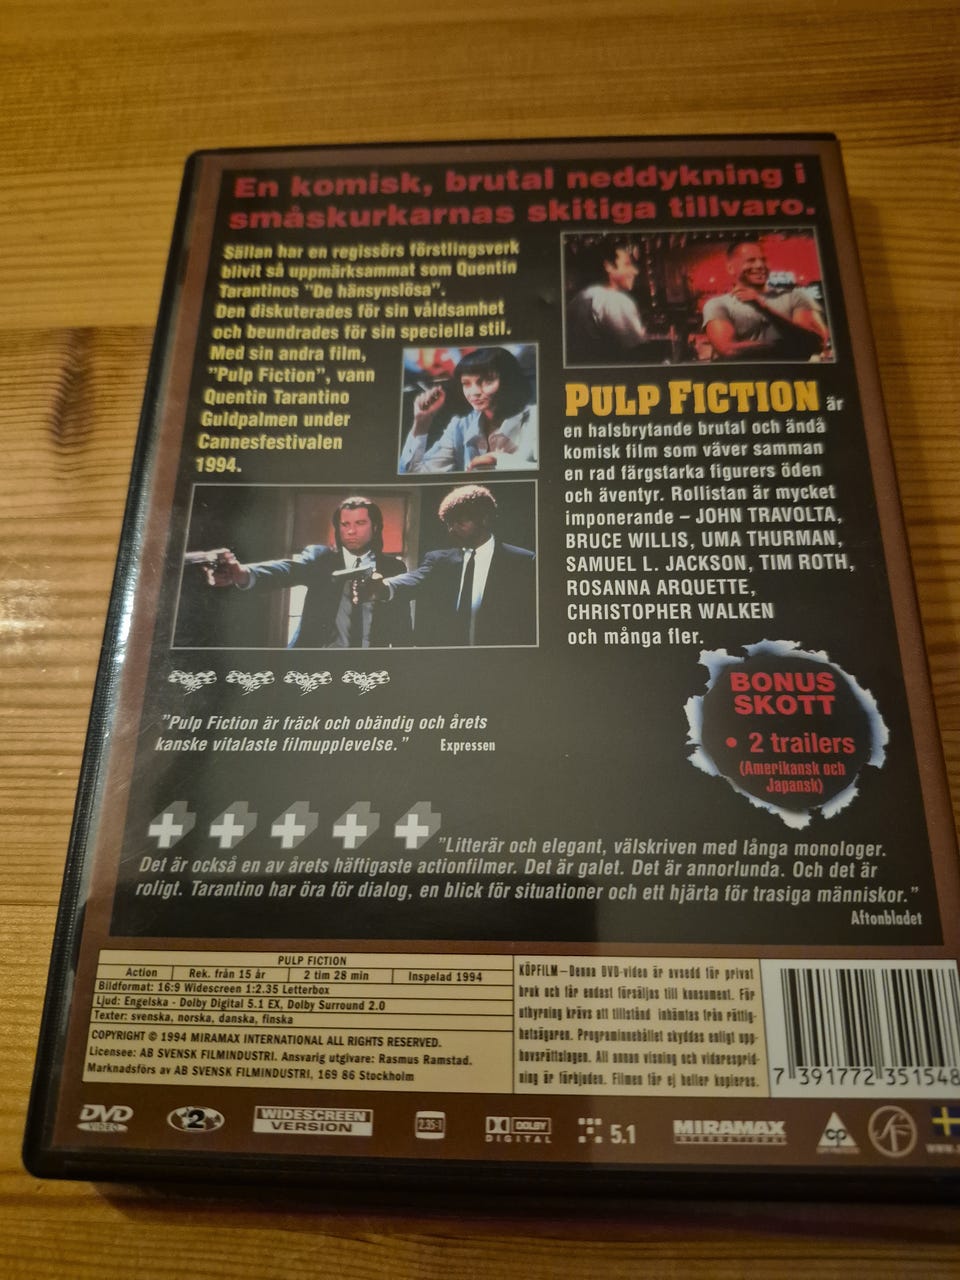 En komisk, brutal neddykning i
småskurkarnas skitiga tillvaro.
Sällan har en regissörs förstlingsverk
blivit så uppmärksammat som Quentin
Tarantinos "De hänsynslösa".
Den diskuterades för sin våldsamhet
och beundrades för sin speciella stil.
Med sin andra film,
"Pulp Fiction", vann
Quentin Tarantino
Guldpalmen under
Cannesfestivalen
1994.
PULP FICTION är
en halsbrytande brutal och ändå
komisk film som väver samman
en rad färgstarka figurers öden
och äventyr. Rollistan är mycket
imponerande – JOHN TRAVOLTA,
BRUCE WILLIS, UMA THURMAN,
SAMUEL L. JACKSON, TIM ROTH,
ROSANNA ARQUETTE,
CHRISTOPHER WALKEN
och många fler.
"Pulp Fiction är fräck och obändig och årets
kanske vitalaste filmupplevelse." Expressen
BONUS
SKOTT
• 2 trailers
(Amerikansk och
Japansk)
"Litterär och elegant, välskriven med långa monologer.
Det är också en av årets häftigaste actionfilmer. Det är galet. Det är annorlunda. Och det är
roligt. Tarantino har öra för dialog, en blick för situationer och ett hjärta för trasiga människor."
Aftonbladet
PULP FICTION
Action Rek. från 15 år 2 tim 28 min Inspelad 1994
Bildformat: 16:9 Widescreen 1:2.35 Letterbox
Ljud: Engelska - Dolby Digital 5.1 EX, Dolby Surround 2.0
Texter: svenska, norska, danska, finska
COPYRIGHT © 1994 MIRAMAX INTERNATIONAL ALL RIGHTS RESERVED.
Licensee: AB SVENSK FILMINDUSTRI. Ansvarig utgivare: Rasmus Ramstad.
Marknadsförs av AB SVENSK FILMINDUSTRI, 169 86 Stockholm
KÖPFILM – Denna DVD-video är avsedd för privat
bruk och får endast försäljas till konsument. För
uthyrning krävs att tillstånd inhämtas från rättig-
hetsägaren. Programinnehållet skyddas enligt upp-
hovsrättslagen. All annan visning och vidaresprid-
ning är förbjuden. Filmen får ej heller kopieras.
7 391772 351548
DVD
VIDEO
2
WIDESCREEN
VERSION
2.35:1
DOLBY
DIGITAL
5.1
MIRAMAX
INTERNATIONAL
CP
SF